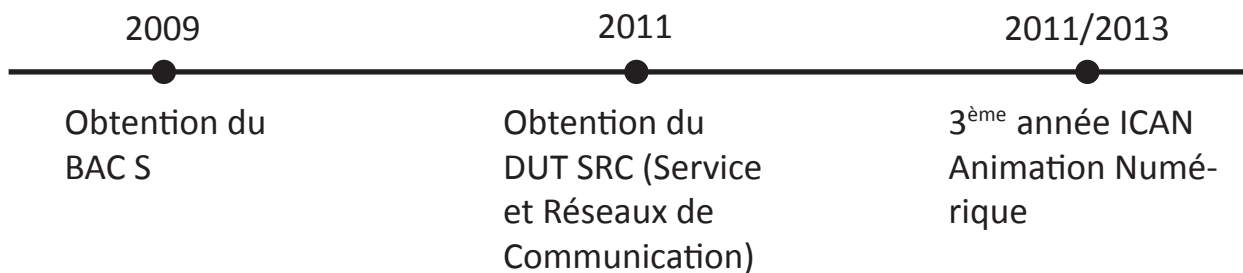 2009
2011
2011/2013
Obtention du
BAC S
Obtention du
DUT SRC (Service
et Réseaux de
Communication)
3ème année ICAN
Animation Numé-
rique